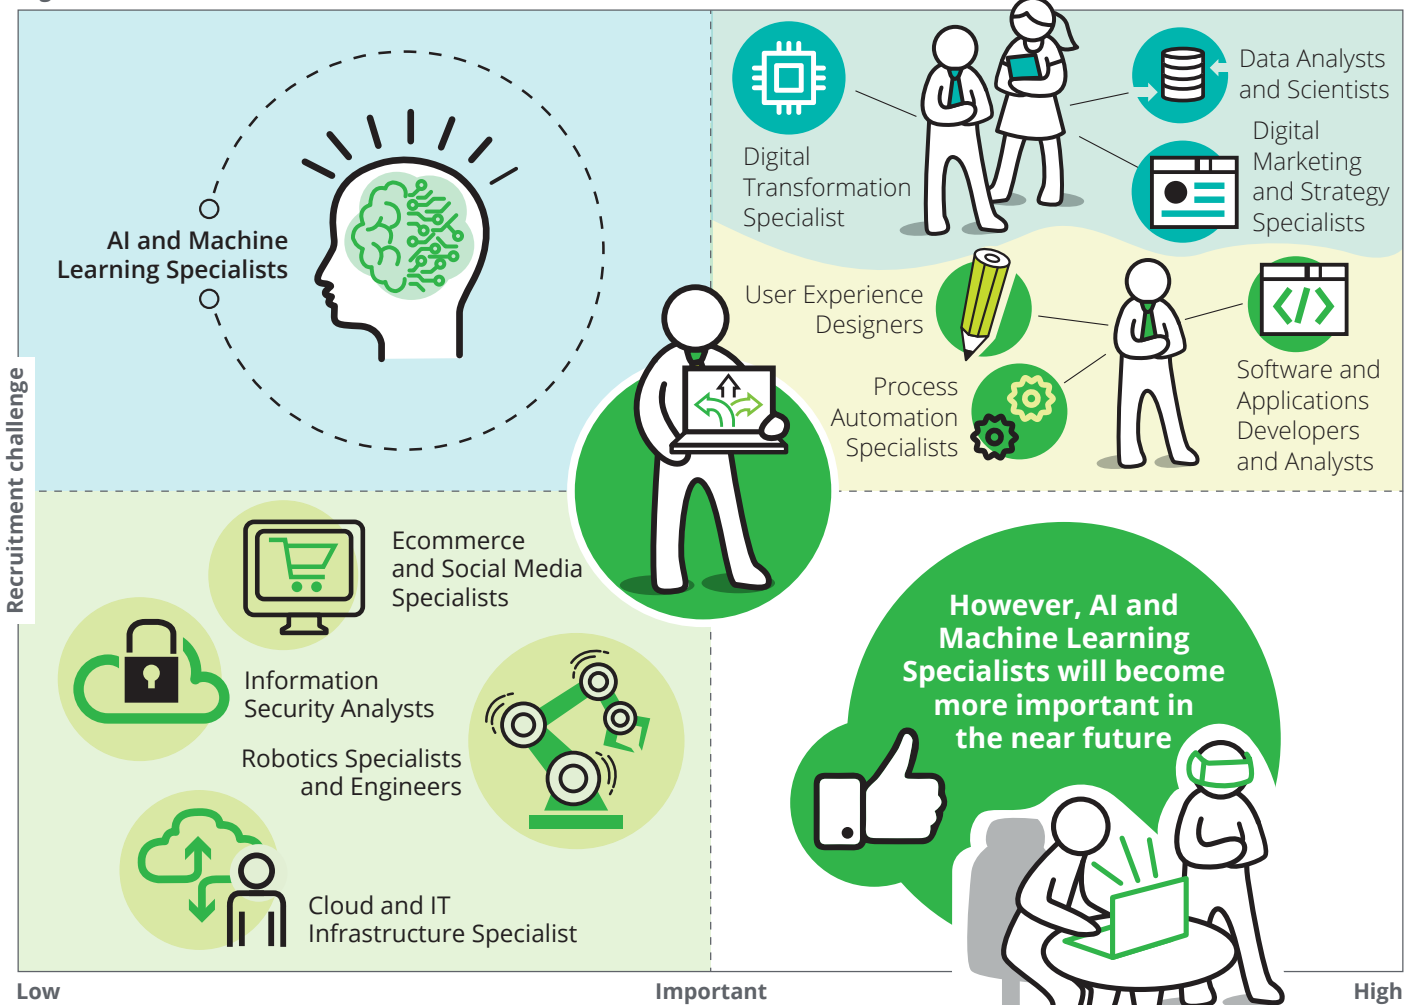 Data Analysts
and Scientists
Digital
Marketing
and Strategy
Specialists
Digital
Transformation
Specialist
AI and Machine
Learning Specialists
User Experience
Designers
Process
Automation
Specialists
Software and
Applications
Developers
and Analysts
Recruitment challenge
Ecommerce
and Social Media
Specialists
Information
Security Analysts
Robotics Specialists
and Engineers
Cloud and IT
Infrastructure Specialist
However, AI and
Machine Learning
Specialists will become
more important in
the near future
Low
Important
High